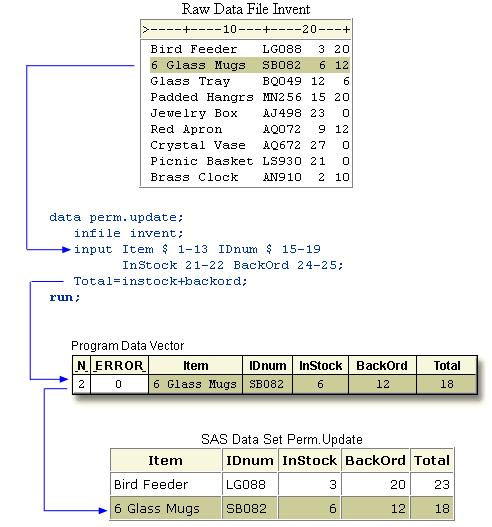 Raw Data File Invent
>----+----10---+----20---+
Bird Feeder   LG088  3 20
6 Glass Mugs  SB082  6 12
Glass Tray    BQ049 12  6
Padded Hangrs MN256 15 20
Jewelry Box   AJ498 23  0
Red Apron     AQ072  9 12
Crystal Vase  AQ672 27  0
Picnic Basket LS930 21  0
Brass Clock   AN910  2 10
data perm.update;
infile invent;
input Item $ 1-13 IDnum $ 15-19
InStock 21-22 BackOrd 24-25;
Total=instock+backord;
run;
Program Data Vector
_N_ _ERROR_ Item IDnum InStock BackOrd Total
2 0 6 Glass Mugs SB082 6 12 18
SAS Data Set Perm.Update
Item IDnum InStock BackOrd Total
Bird Feeder LG088 3 20 23
6 Glass Mugs SB082 6 12 18